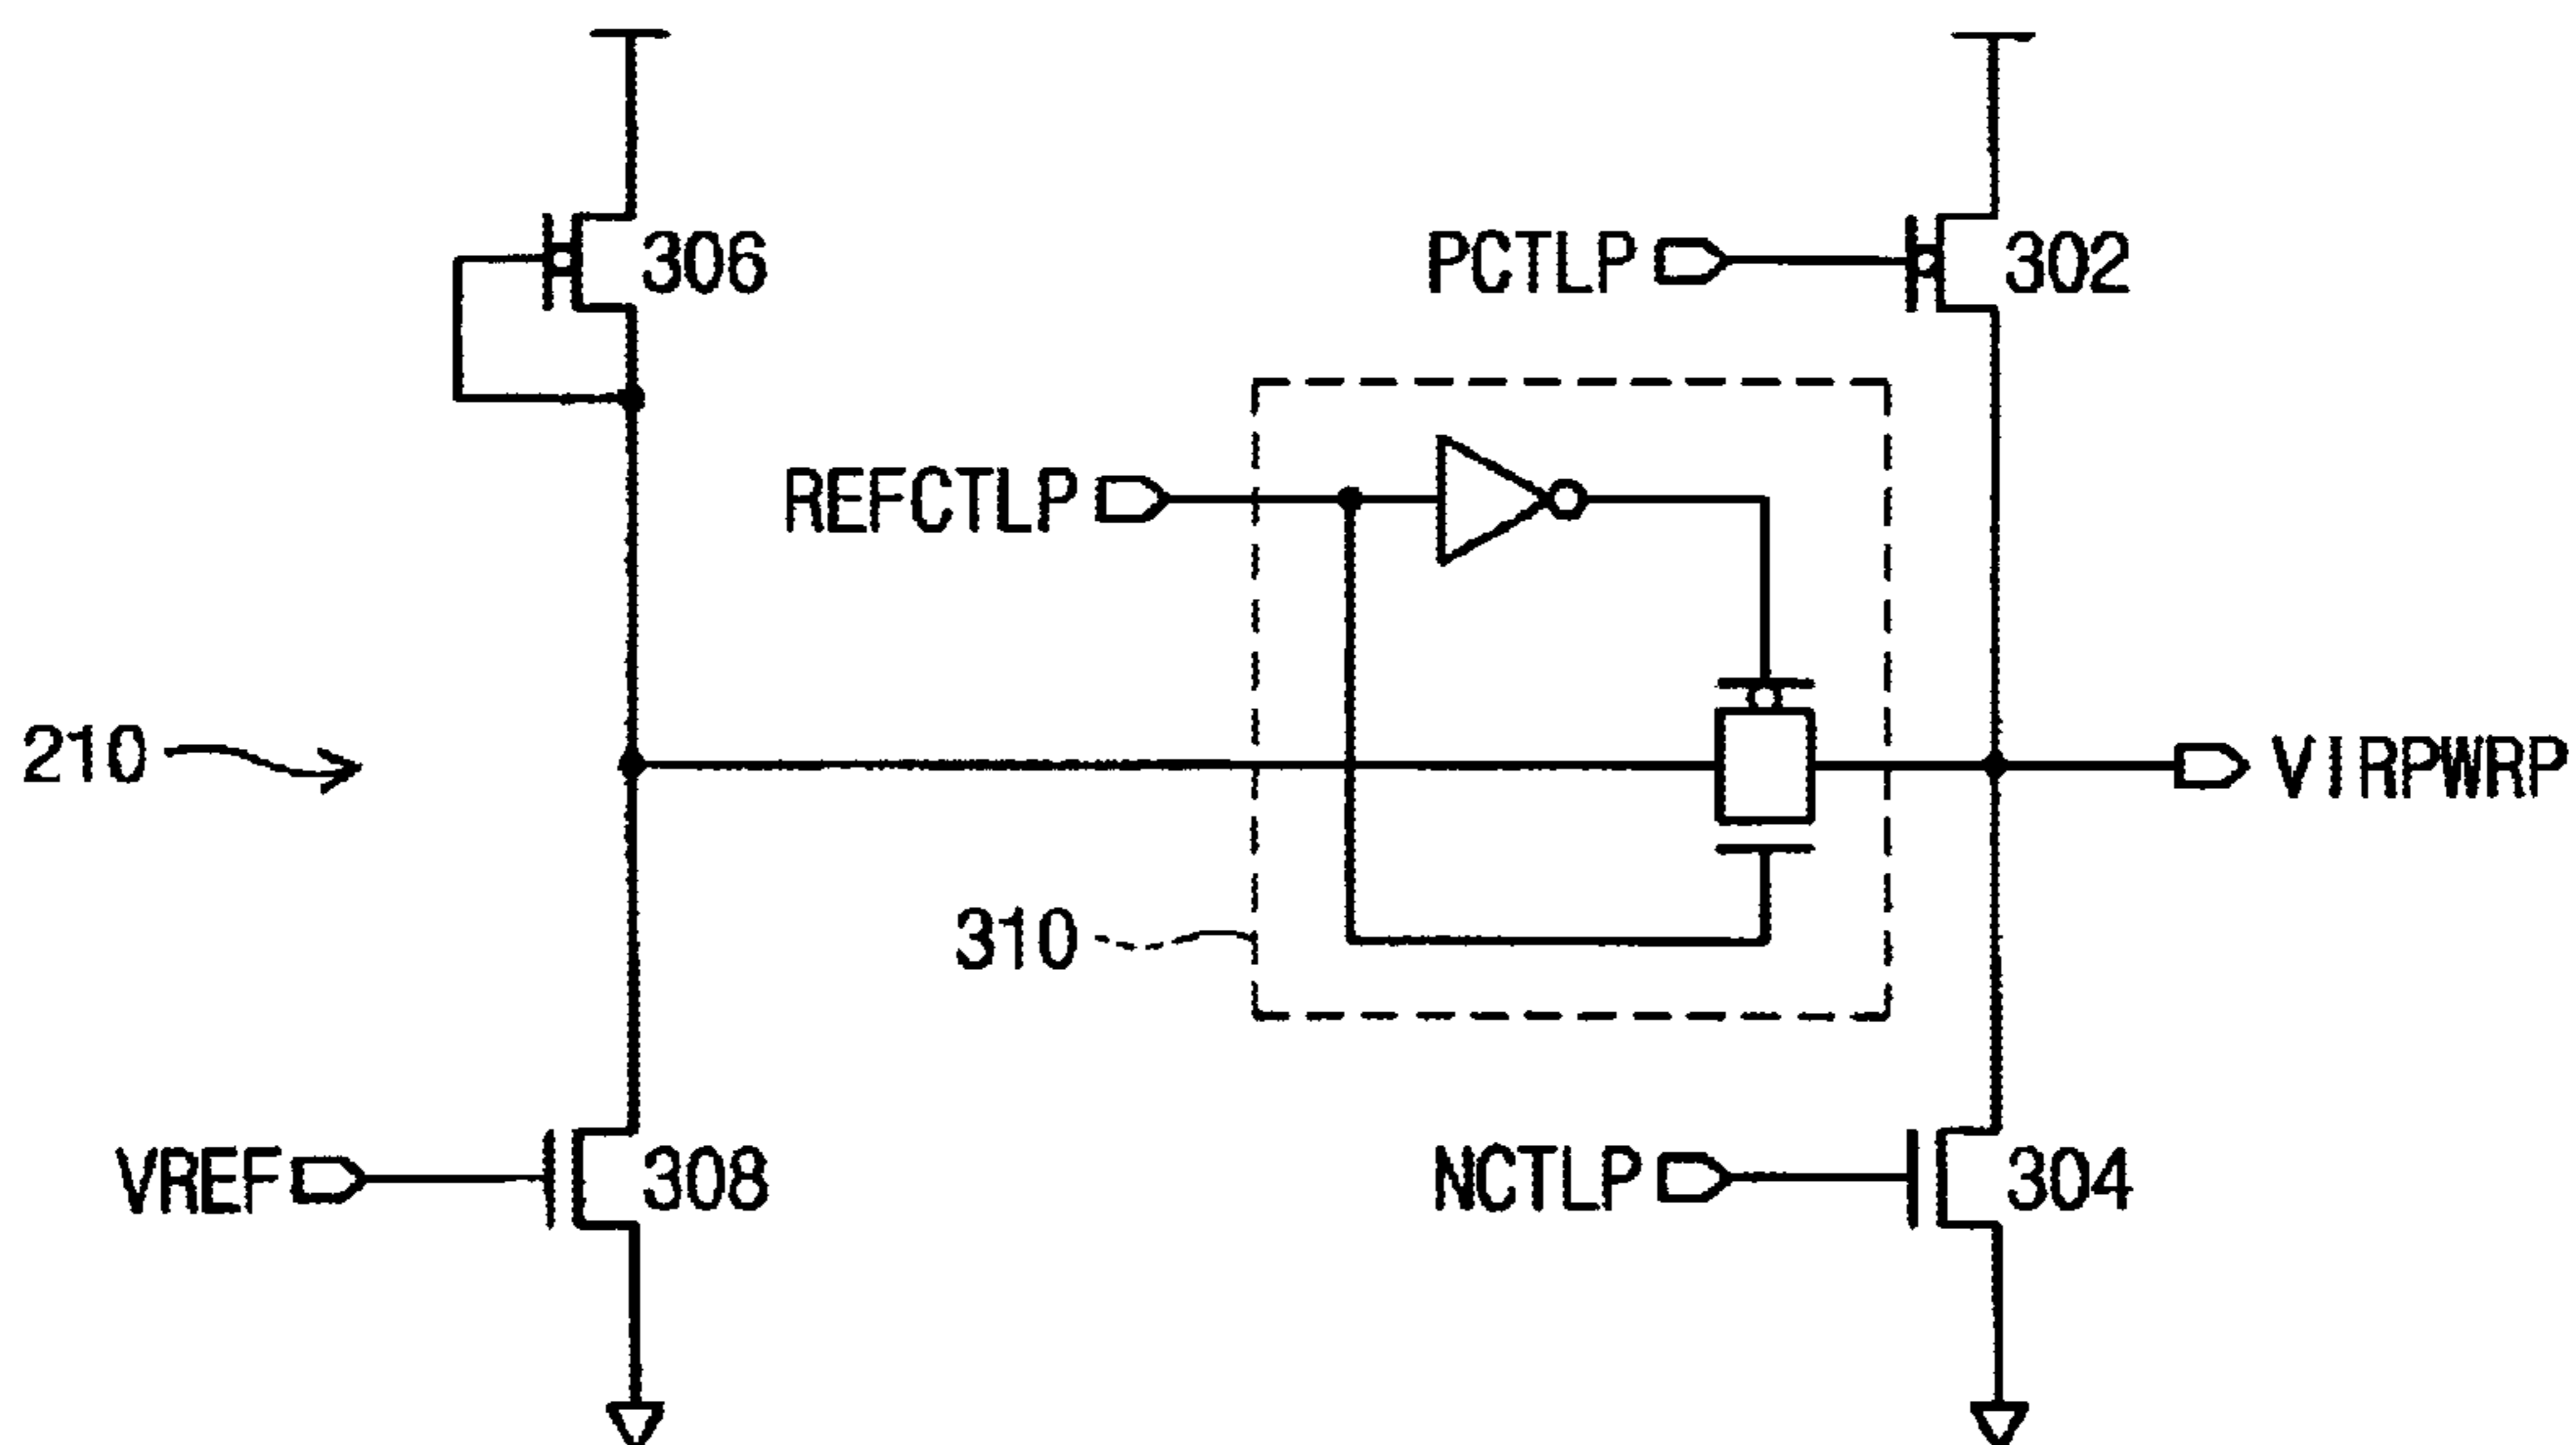 306
PCTLP
302
REFCTLP
210
VIRPWRP
310
VREF
308
NCTLP
304